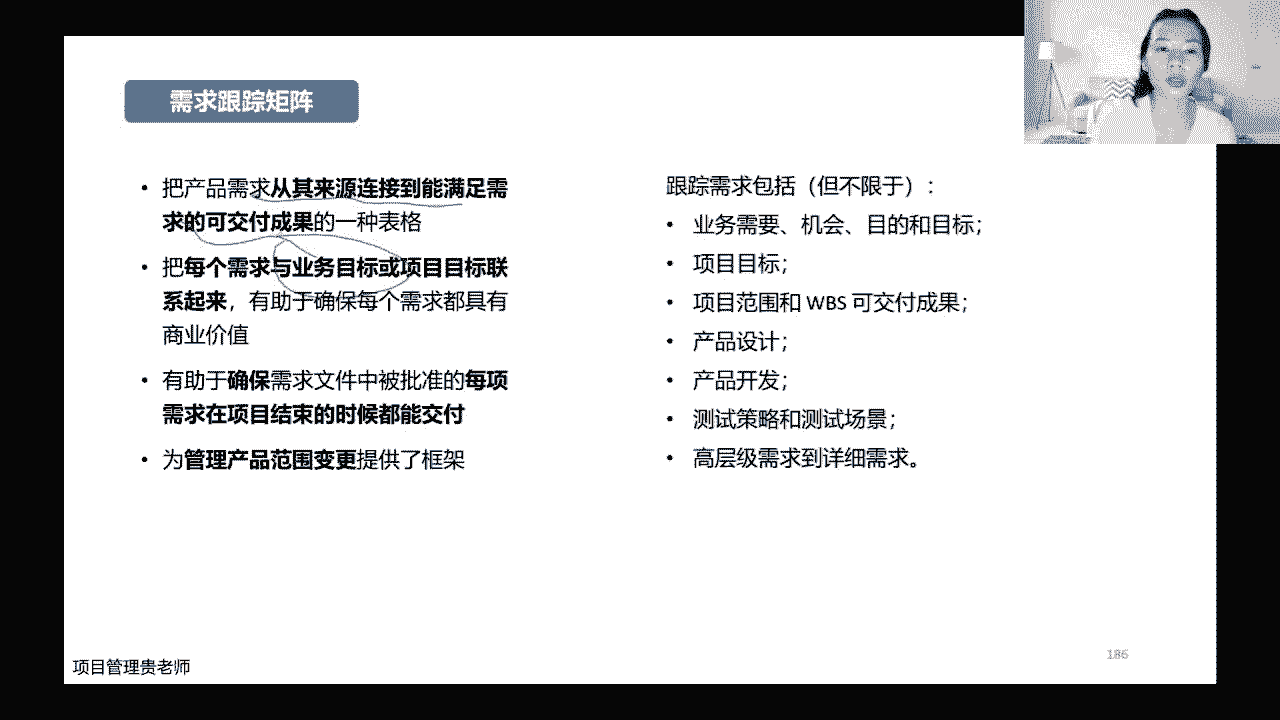 需求跟踪矩阵
• 把产品需求从其来源连接到能满足需
求的可交付成果的一种表格
• 把每个需求与业务目标或项目目标联
系起来，有助于确保每个需求都具有
商业价值
• 有助于确保需求文件中被批准的每项
需求在项目结束的时候都能交付
• 为管理产品范围变更提供了框架
跟踪需求包括（但不限于）：
• 业务需要、机会、目的和目标；
• 项目目标；
• 项目范围和 WBS 可交付成果；
• 产品设计；
• 产品开发；
• 测试策略和测试场景；
• 高层级需求到详细需求。
186
项目管理贵老师